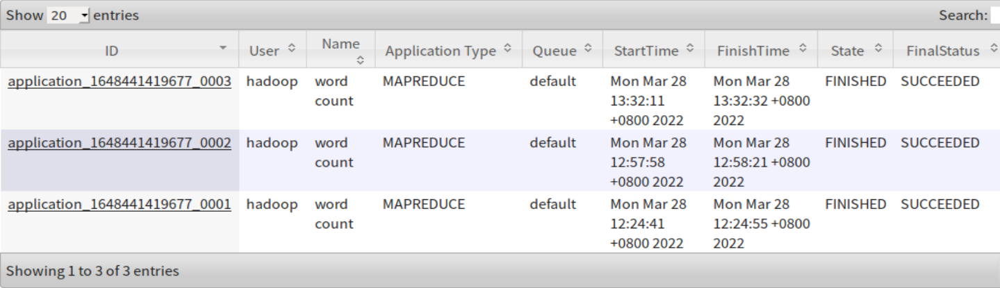 Show 20 entries Search:
ID User Name Application Type Queue StartTime FinishTime State FinalStatus
application_1648441419677_0003 hadoop word MAPREDUCE default Mon Mar 28 Mon Mar 28 FINISHED SUCCEEDED
count 13:32:11 13:32:32 +0800
+0800 2022 2022
application_1648441419677_0002 hadoop word MAPREDUCE default Mon Mar 28 Mon Mar 28 FINISHED SUCCEEDED
count 12:57:58 12:58:21 +0800
+0800 2022 2022
application_1648441419677_0001 hadoop word MAPREDUCE default Mon Mar 28 Mon Mar 28 FINISHED SUCCEEDED
count 12:24:41 12:24:55 +0800
+0800 2022 2022
Showing 1 to 3 of 3 entries